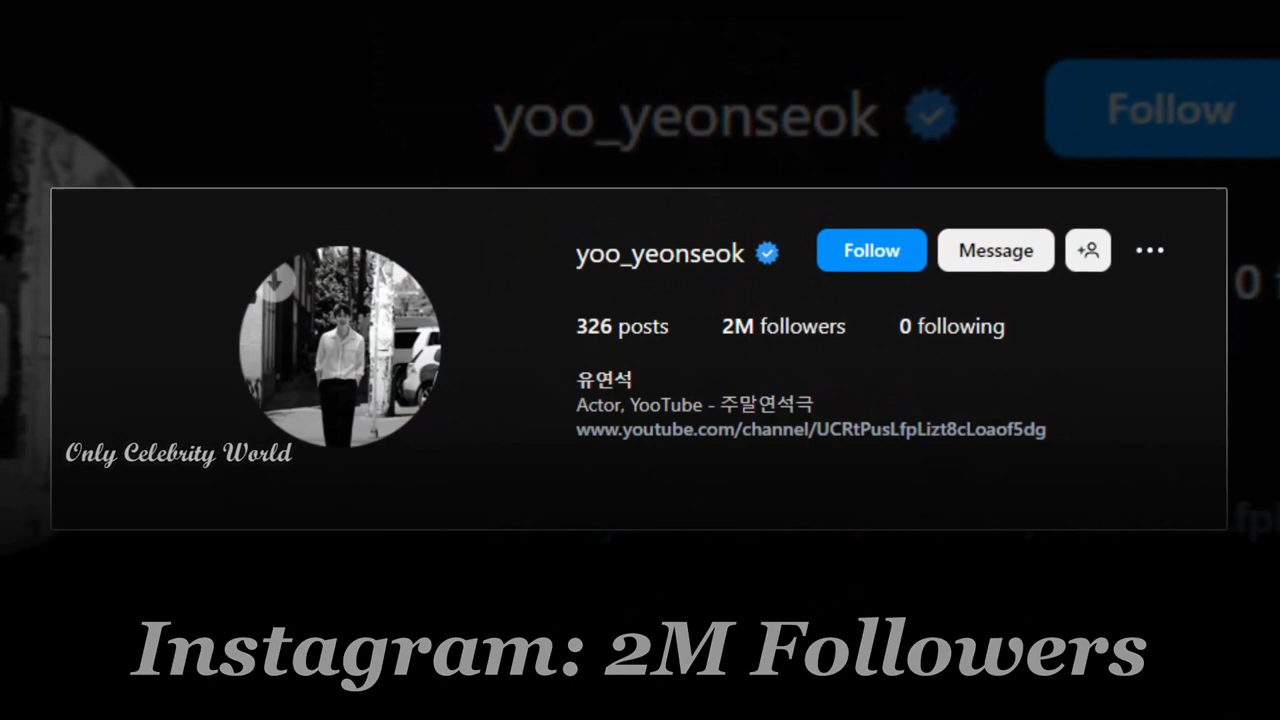 yoo_yeonseok Follow
yoo_yeonseok Follow Message
326 posts 2M followers 0 following
유연석
Actor, YooTube - 주말연석극
www.youtube.com/channel/UCRtPusLfpLizt8cLoaof5dg
Only Celebrity World
Instagram: 2M Followers